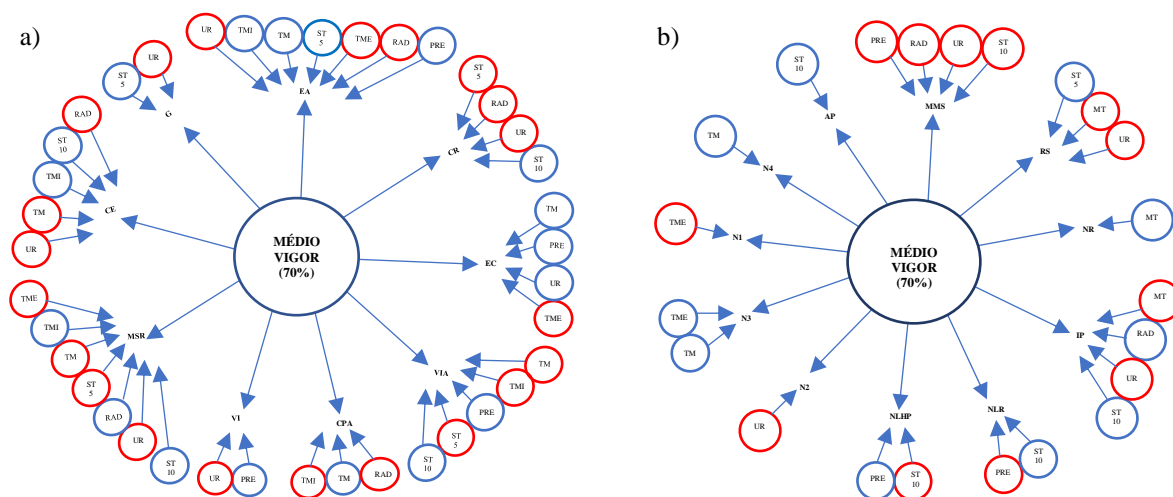 a)
UR
TMI
TM
ST
5
TME
RAD
PRE
EA
ST
5
UR
G
ST
5
RAD
UR
ST
10
CR
RAD
ST
10
TMI
TM
UR
CE
MÉDIO
VIGOR
(70%)
TM
PRE
UR
TME
EC
TME
TMI
TM
ST
5
RAD
UR
ST
10
MSR
TM
TMI
PRE
ST
5
ST
10
VIA
VI
UR
PRE
CPA
TMI
TM
RAD
b)
PRE
RAD
UR
ST
10
MMS
ST
10
AP
ST
5
MT
UR
RS
TM
N4
TME
N1
MT
NR
MÉDIO
VIGOR
(70%)
TME
TM
N3
MT
RAD
UR
ST
10
IP
N2
UR
NLHP
PRE
ST
10
NLR
PRE
ST
10